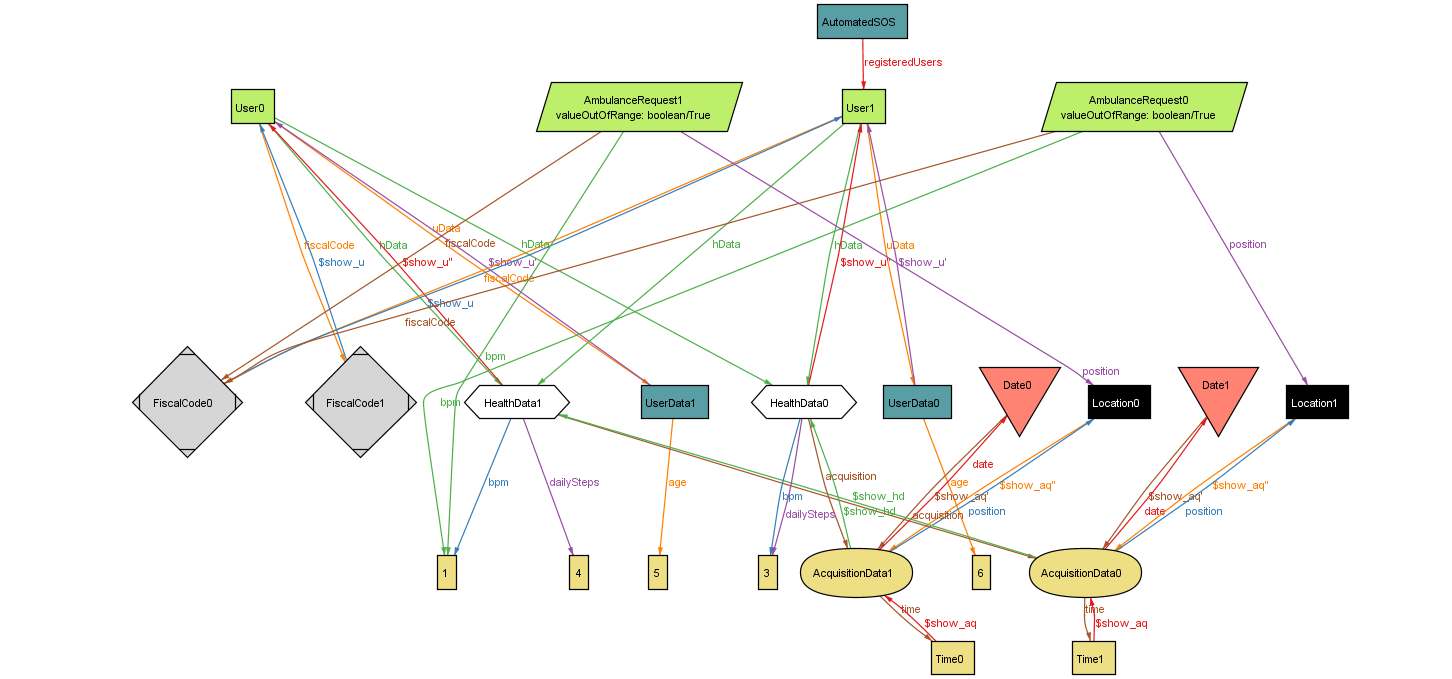 AutomatedSOS
registeredUsers
User0
AmbulanceRequest1
valueOutOfRange: boolean/True
User1
AmbulanceRequest0
valueOutOfRange: boolean/True
uData
fiscalCode
fiscalCode
hData
hData
hData
hData
uData
position
$show_u
$show_u"
$show_u'
$show_u"
$show_u'
fiscalCode
$show_u
fiscalCode
bpm
position
FiscalCode0
FiscalCode1
HealthData1
UserData1
HealthData0
UserData0
Date0
Location0
Date1
Location1
bpm
date
acquisition
bpm
dailySteps
age
age
$show_aq"
$show_aq"
bpm
$show_hd
$show_aq'
$show_aq'
dailySteps
$show_hd
acquisition
position
date
position
1
4
5
3
AcquisitionData1
6
AcquisitionData0
time
$show_aq
time
$show_aq
Time0
Time1